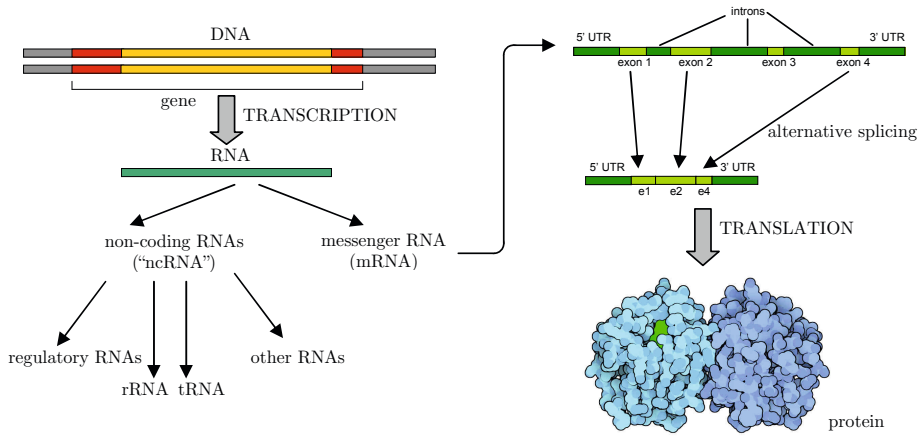 DNA
gene
TRANSCRIPTION
RNA
non-coding RNAs
(“ncRNA”)
messenger RNA
(mRNA)
regulatory RNAs
rRNA
tRNA
other RNAs
introns
5' UTR
3' UTR
exon 1
exon 2
exon 3
exon 4
alternative splicing
5' UTR
3' UTR
e1
e2
e4
TRANSLATION
protein